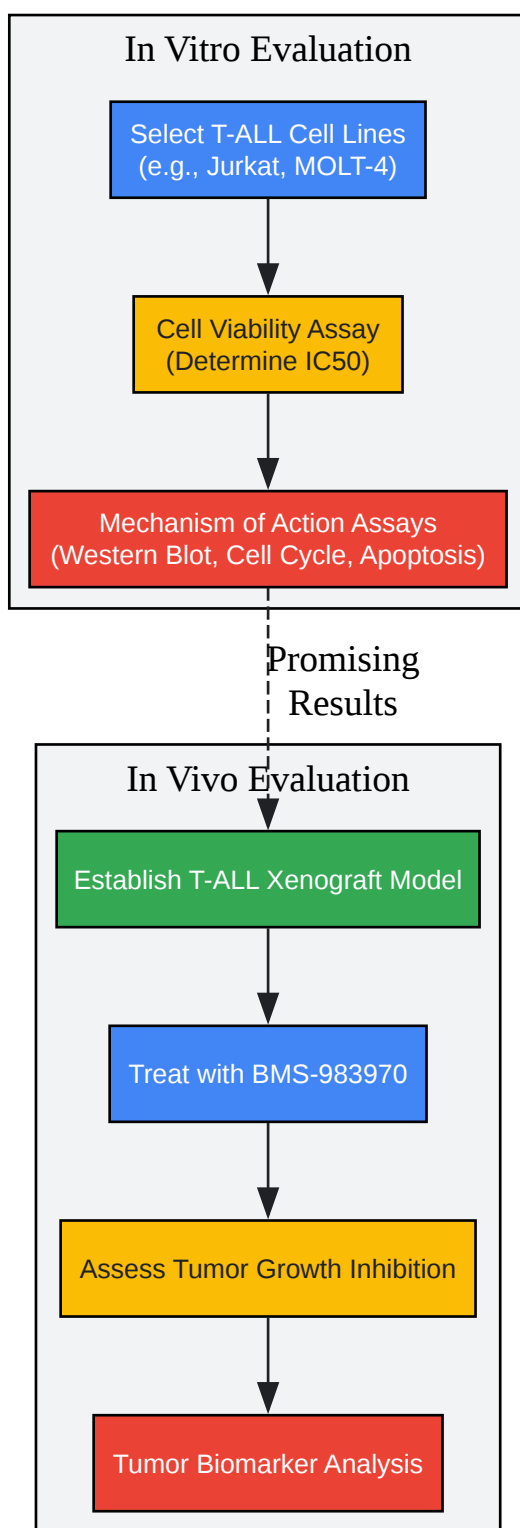 In Vitro Evaluation
Select T-ALL Cell Lines
(e.g., Jurkat, MOLT-4)
Cell Viability Assay
(Determine IC50)
Mechanism of Action Assays
(Western Blot, Cell Cycle, Apoptosis)
Promising
Results
In Vivo Evaluation
Establish T-ALL Xenograft Model
Treat with BMS-983970
Assess Tumor Growth Inhibition
Tumor Biomarker Analysis